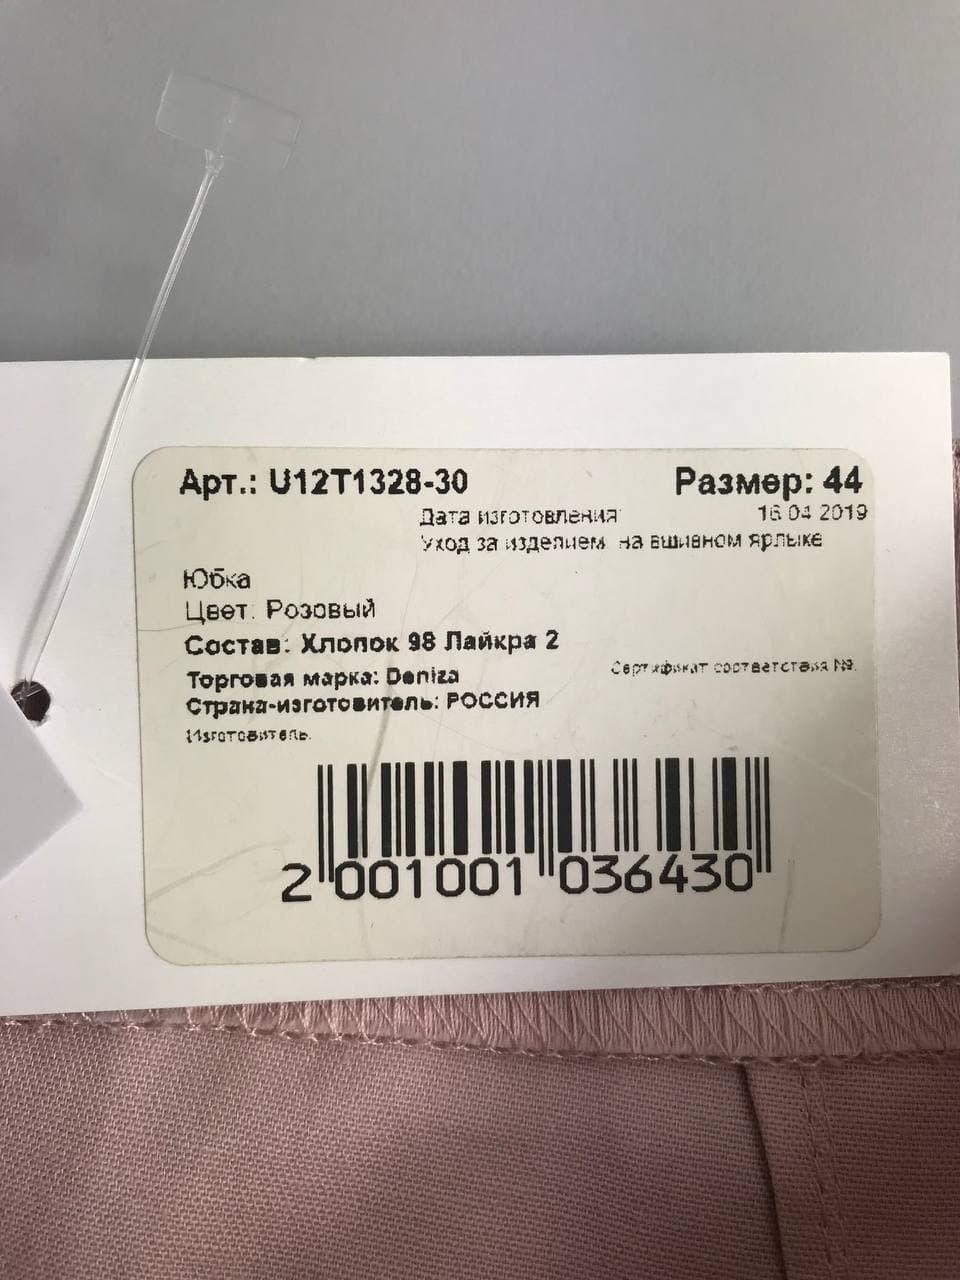 Арт.: U12T1328-30 Размер: 44
Дата изготовления 16 04 2019
Уход за изделием на вшивном ярлыке
Юбка
Цвет: Розовый
Состав: Хлопок 98 Лайкра 2
Торговая марка: Deniza Сертификат соответствия №.
Страна-изготовитель: РОССИЯ
Изготовитель.
2 001001 036430